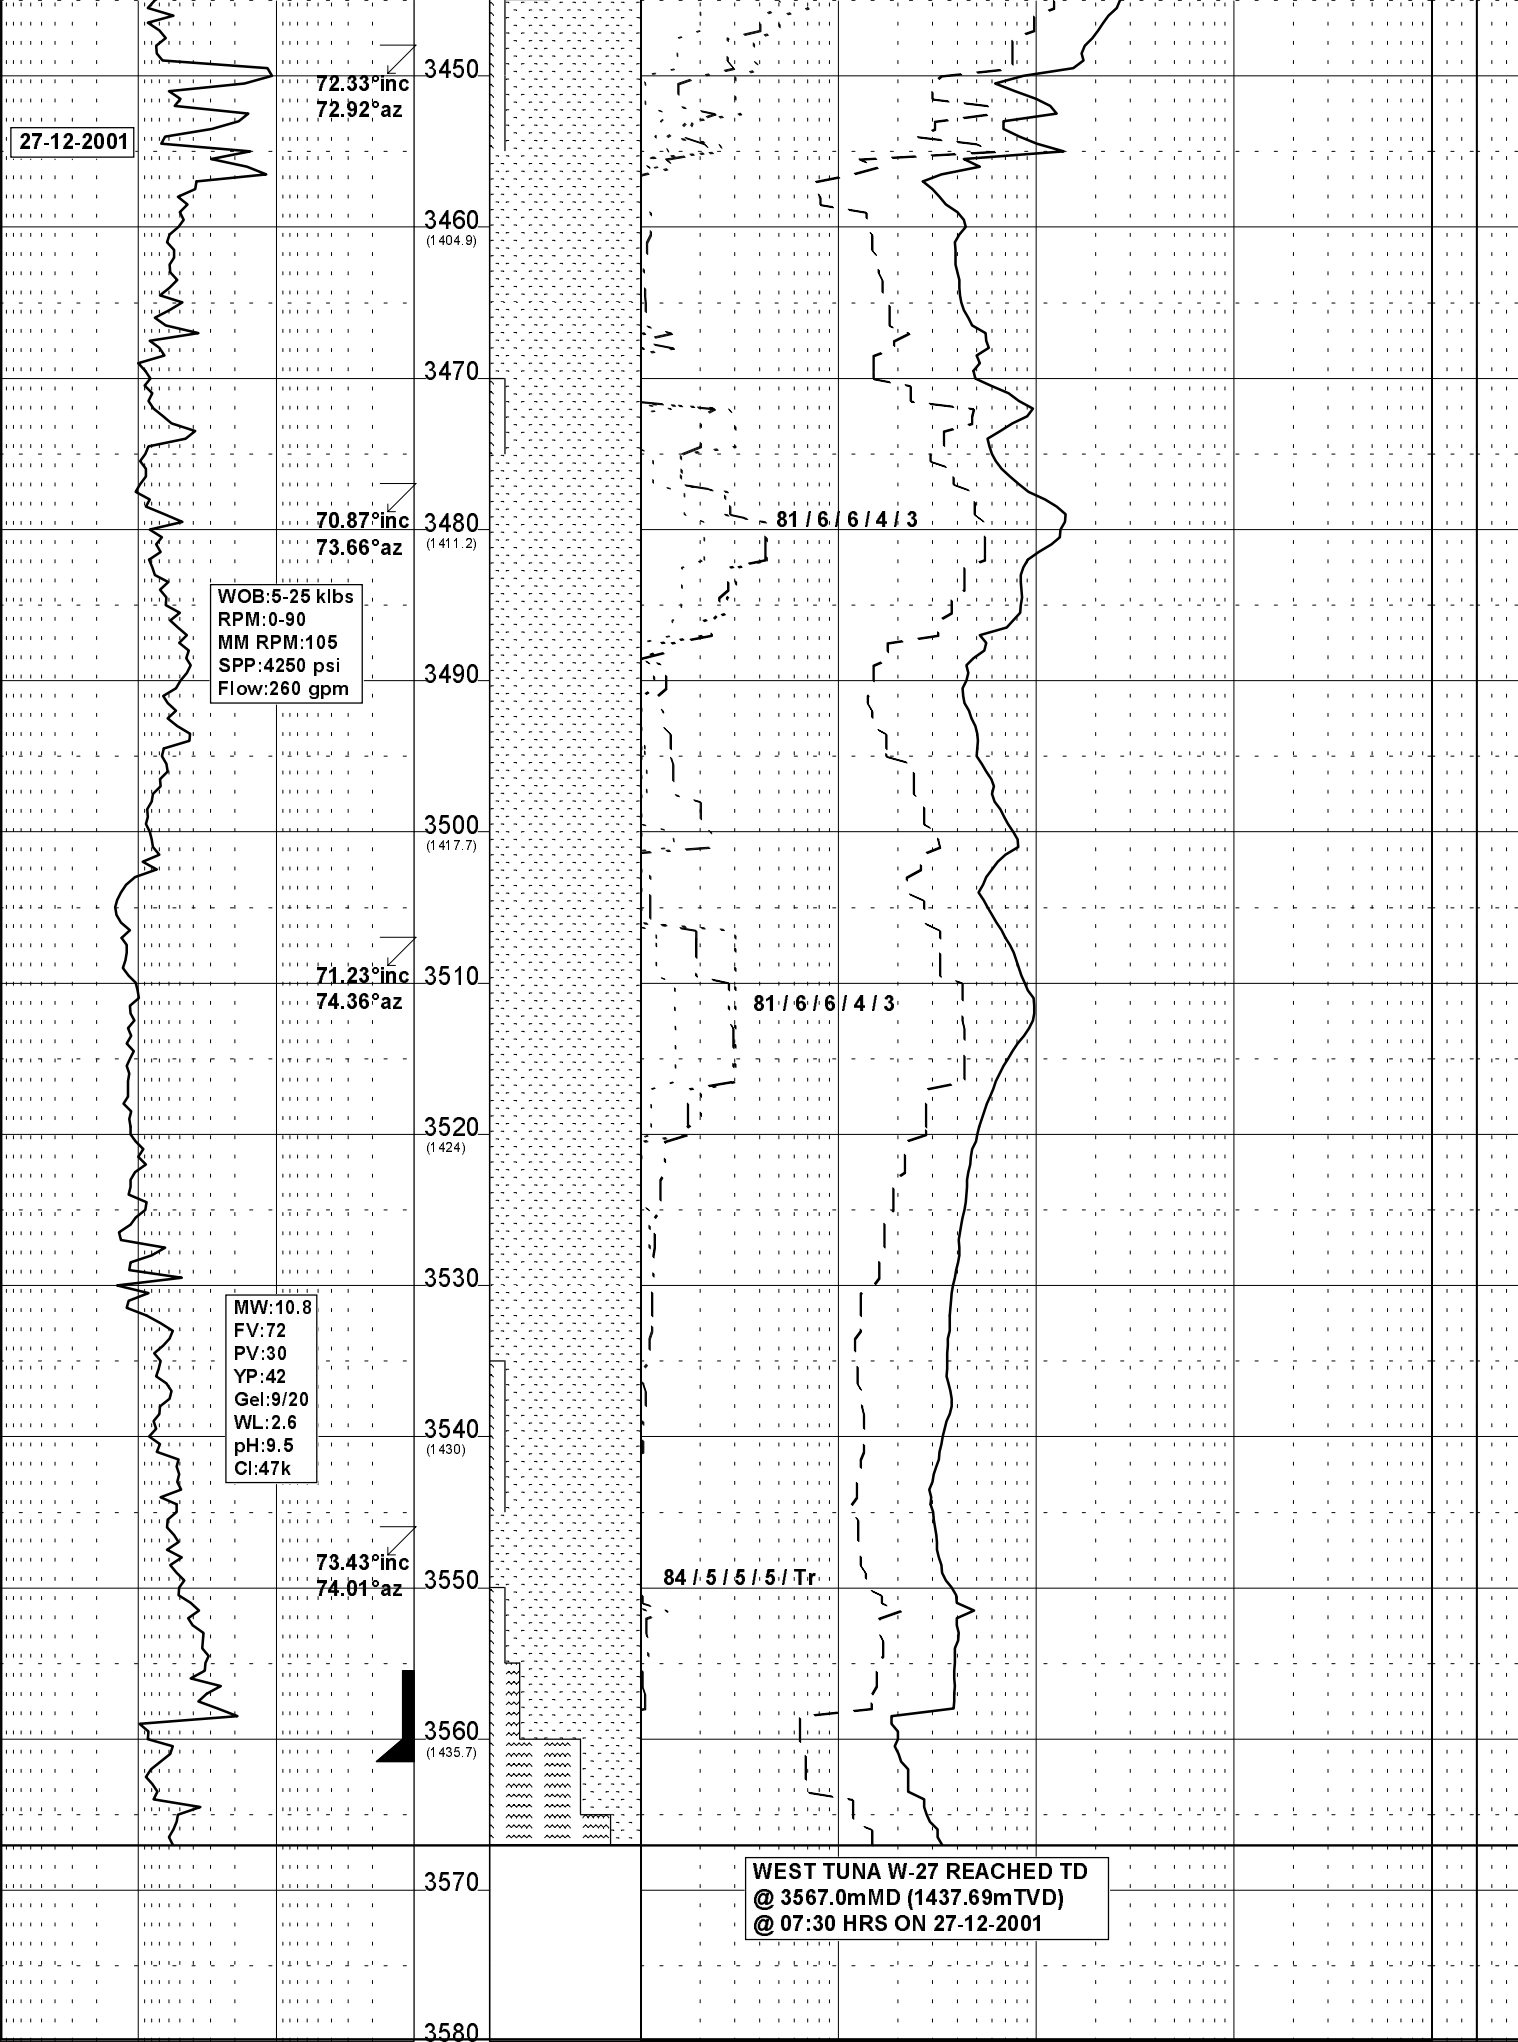 3450
72.33°inc
72.92°az
27-12-2001
3460
(1404.9)
3470
70.87°inc
73.66°az
3480
(1411.2)
81 / 6 / 6 / 4 / 3
WOB:5-25 klbs
RPM:0-90
MM RPM:105
SPP:4250 psi
Flow:260 gpm
3490
3500
(1417.7)
71.23°inc
74.36°az
3510
81 / 6 / 6 / 4 / 3
3520
(1424)
3530
MW:10.8
FV:72
PV:30
YP:42
Gel:9/20
WL:2.6
pH:9.5
Cl:47k
3540
(1430)
73.43°inc
74.01°az
3550
84 / 5 / 5 / 5 / Tr
3560
(1435.7)
3570
WEST TUNA W-27 REACHED TD
@ 3567.0mMD (1437.69mTVD)
@ 07:30 HRS ON 27-12-2001
3580